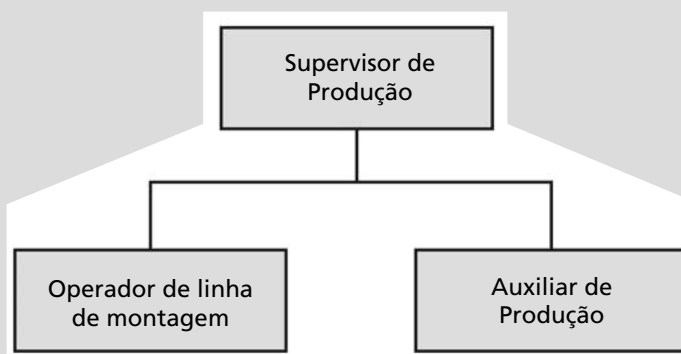 Supervisor de
Produção
Operador de linha
de montagem
Auxiliar de
Produção